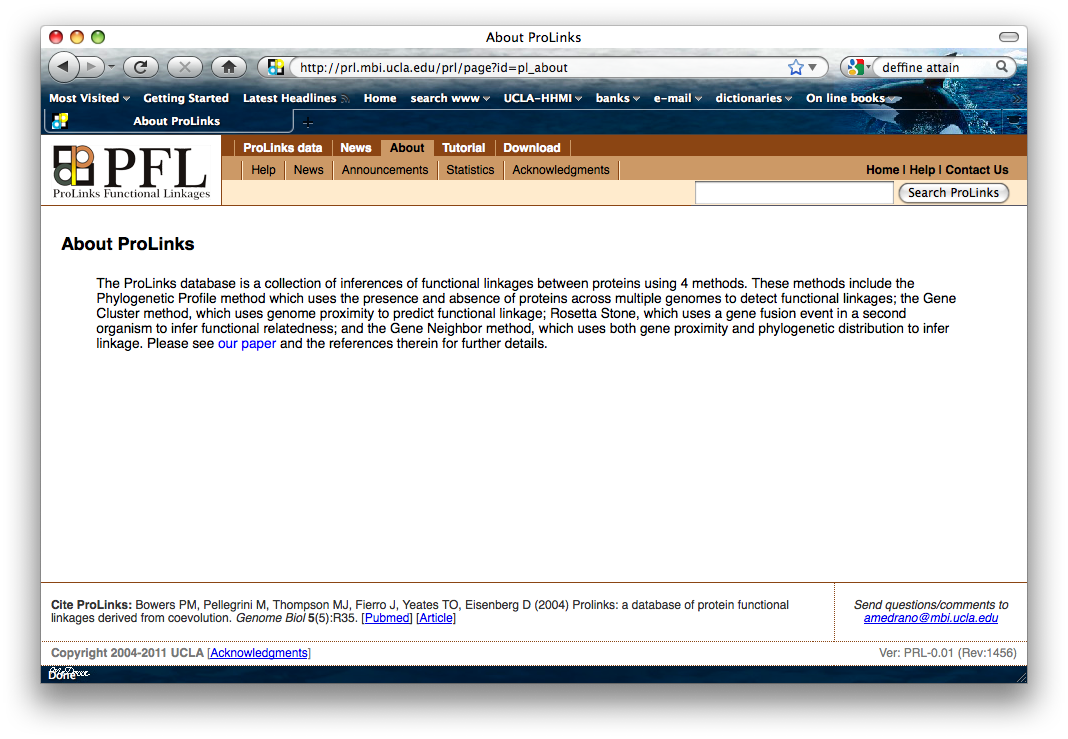 About ProLinks
http://prl.mbi.ucla.edu/prl/page?id=pl_about
deffine attain
Most Visited Getting Started Latest Headlines Home search www UCLA-HHMI banks e-mail dictionaries On line books
About ProLinks
PFL
ProLinks Functional Linkages
ProLinks data News About Tutorial Download
Help News Announcements Statistics Acknowledgments
Home | Help | Contact Us
Search ProLinks
About ProLinks
The ProLinks database is a collection of inferences of functional linkages between proteins using 4 methods. These methods include the
Phylogenetic Profile method which uses the presence and absence of proteins across multiple genomes to detect functional linkages; the Gene
Cluster method, which uses genome proximity to predict functional linkage; Rosetta Stone, which uses a gene fusion event in a second
organism to infer functional relatedness; and the Gene Neighbor method, which uses both gene proximity and phylogenetic distribution to infer
linkage. Please see our paper and the references therein for further details.
Cite ProLinks: Bowers PM, Pellegrini M, Thompson MJ, Fierro J, Yeates TO, Eisenberg D (2004) Prolinks: a database of protein functional
linkages derived from coevolution. Genome Biol 5(5):R35. [Pubmed] [Article]
Send questions/comments to
amedrano@mbi.ucla.edu
Copyright 2004-2011 UCLA [Acknowledgments]
Ver: PRL-0.01 (Rev:1456)
Done